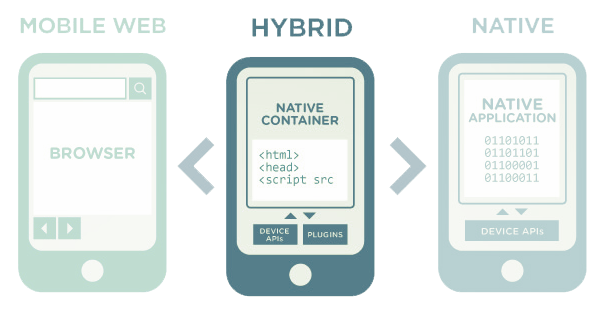 MOBILE WEB
HYBRID
NATIVE
BROWSER
NATIVE
CONTAINER
<html>
<head>
<script src
DEVICE
APIs
PLUGINS
NATIVE
APPLICATION
01101011
01101101
01100001
01100011
DEVICE APIs